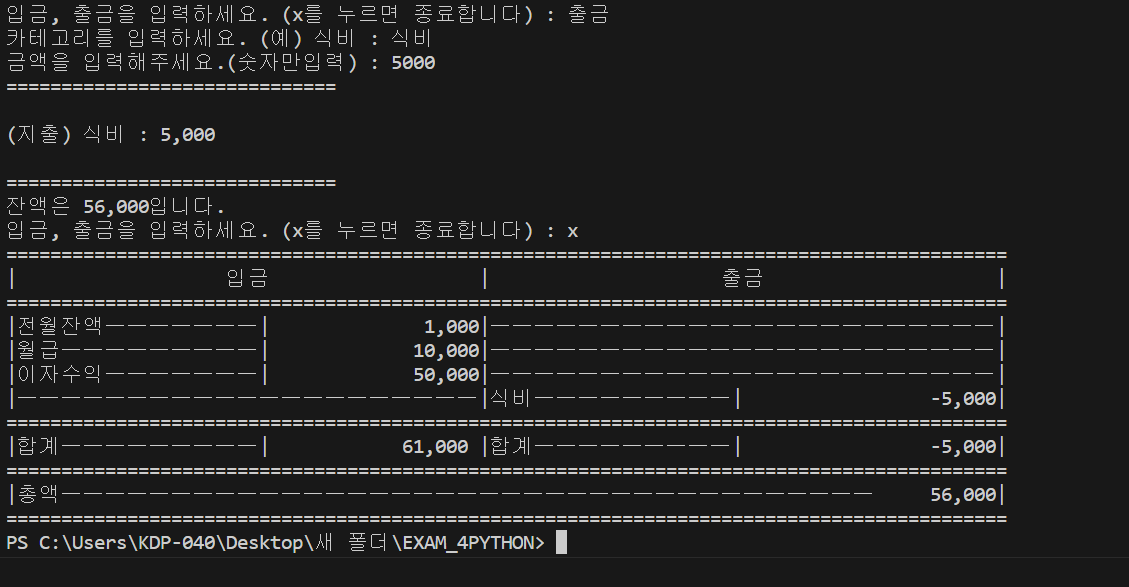 입금, 출금을 입력하세요. (x를 누르면 종료합니다) : 출금
카테고리를 입력하세요. (예) 식비 : 식비
금액을 입력해주세요.(숫자만입력) : 5000
==============================
(지출) 식비 : 5,000
==============================
잔액은 56,000입니다.
입금, 출금을 입력하세요. (x를 누르면 종료합니다) : x
===========================================================================================
| 입금 | 출금 |
===========================================================================================
|전월잔액ㅡㅡㅡㅡㅡㅡㅡ| 1,000|ㅡㅡㅡㅡㅡㅡㅡㅡㅡㅡㅡㅡㅡㅡㅡㅡㅡㅡㅡㅡㅡㅡㅡ|
|월급ㅡㅡㅡㅡㅡㅡㅡㅡㅡ| 10,000|ㅡㅡㅡㅡㅡㅡㅡㅡㅡㅡㅡㅡㅡㅡㅡㅡㅡㅡㅡㅡㅡㅡㅡ|
|이자수익ㅡㅡㅡㅡㅡㅡㅡ| 50,000|ㅡㅡㅡㅡㅡㅡㅡㅡㅡㅡㅡㅡㅡㅡㅡㅡㅡㅡㅡㅡㅡㅡㅡ|
|ㅡㅡㅡㅡㅡㅡㅡㅡㅡㅡㅡㅡㅡㅡㅡㅡㅡㅡㅡㅡㅡ|식비ㅡㅡㅡㅡㅡㅡㅡㅡㅡ| -5,000|
===========================================================================================
|합계ㅡㅡㅡㅡㅡㅡㅡㅡㅡ| 61,000 |합계ㅡㅡㅡㅡㅡㅡㅡㅡㅡ| -5,000|
===========================================================================================
|총액ㅡㅡㅡㅡㅡㅡㅡㅡㅡㅡㅡㅡㅡㅡㅡㅡㅡㅡㅡㅡㅡㅡㅡㅡㅡㅡㅡㅡㅡㅡㅡㅡㅡㅡㅡㅡㅡ 56,000|
===========================================================================================
PS C:\Users\KDP-040\Desktop\새 폴더\EXAM_4PYTHON>